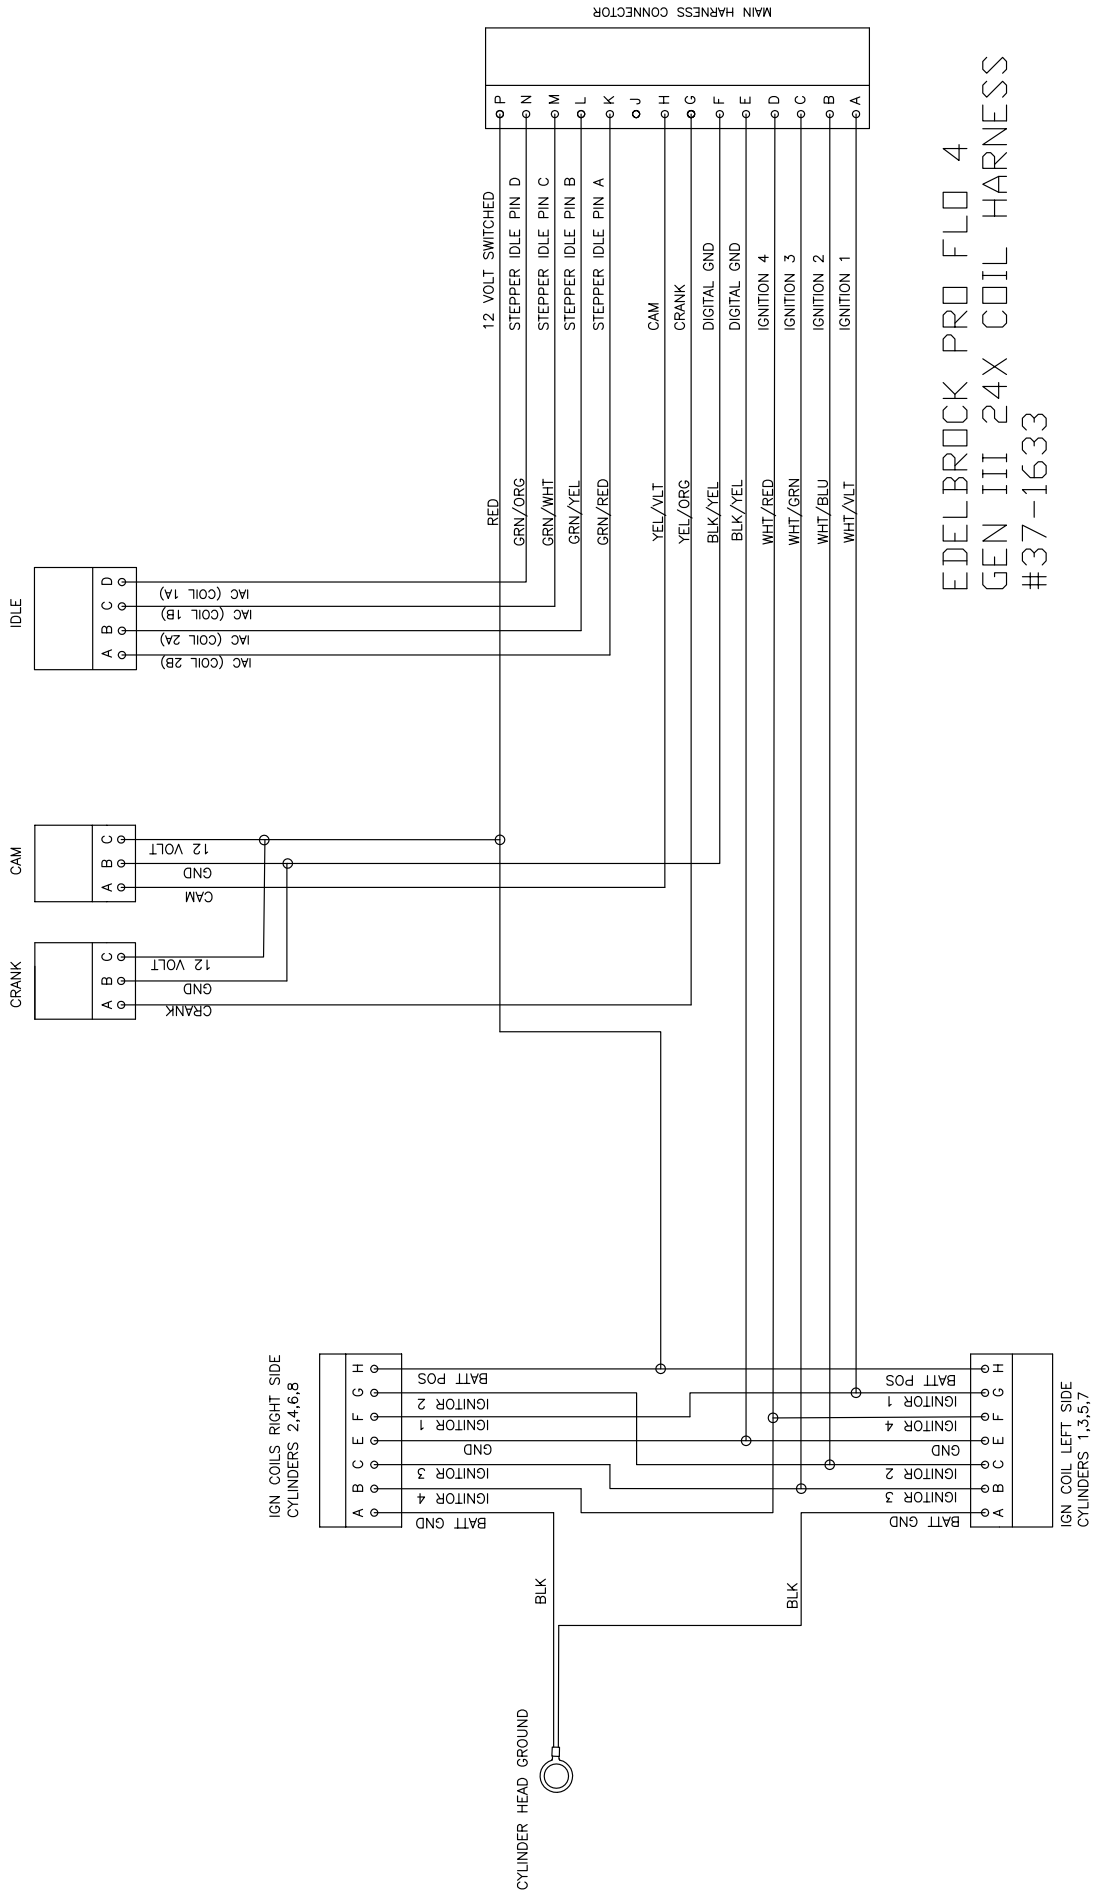 MAIN HARNESS CONNECTOR
P
N
M
L
K
J
H
G
F
E
D
C
B
A
12 VOLT SWITCHED
STEPPER IDLE PIN D
STEPPER IDLE PIN C
STEPPER IDLE PIN B
STEPPER IDLE PIN A
CAM
CRANK
DIGITAL GND
DIGITAL GND
IGNITION 4
IGNITION 3
IGNITION 2
IGNITION 1
RED
GRN/ORG
GRN/WHT
GRN/YEL
GRN/RED
YEL/VLT
YEL/ORG
BLK/YEL
BLK/YEL
WHT/RED
WHT/GRN
WHT/BLU
WHT/VLT
EDELBROCK PRO FLO 4
GEN III 24X COIL HARNESS
#37-1633
IDLE
D
C
B
A
IAC (COIL 1A)
IAC (COIL 1B)
IAC (COIL 2A)
IAC (COIL 2B)
CAM
C
B
A
12 VOLT
GND
CAM
CRANK
C
B
A
12 VOLT
GND
CRANK
IGN COILS RIGHT SIDE
CYLINDERS 2,4,6,8
H
G
F
E
C
B
A
BATT POS
IGNITOR 2
IGNITOR 1
GND
IGNITOR 3
IGNITOR 4
BATT GND
BATT POS
IGNITOR 1
IGNITOR 4
GND
IGNITOR 2
IGNITOR 3
BATT GND
H
G
F
E
C
B
A
IGN COIL LEFT SIDE
CYLINDERS 1,3,5,7
BLK
BLK
CYLINDER HEAD GROUND